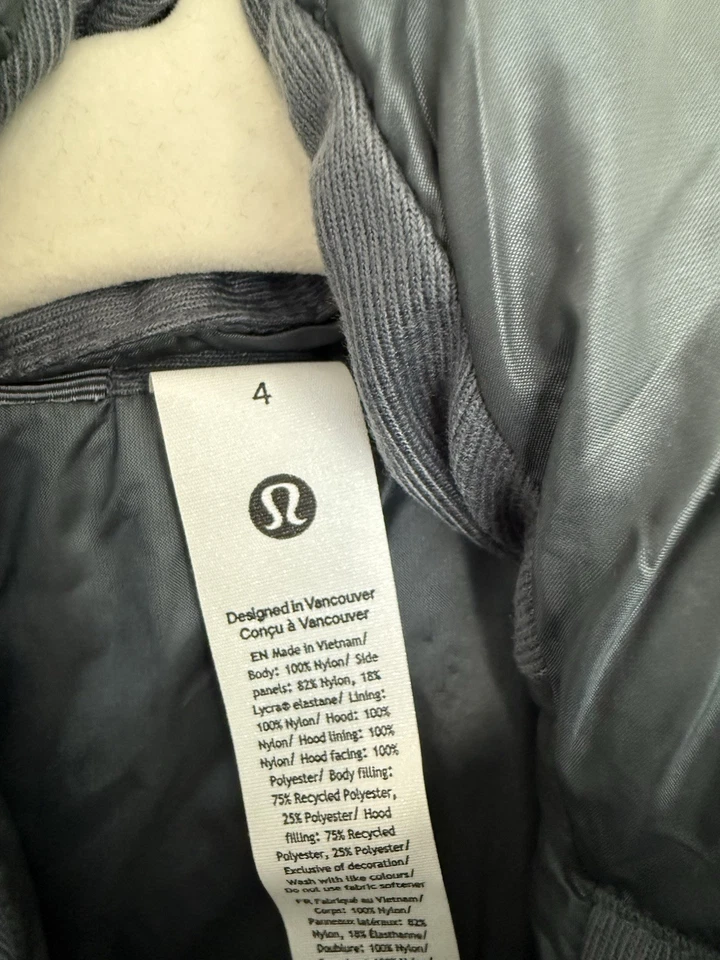 4
Designed in Vancouver
Conçu à Vancouver
EN Made in Vietnam/
Body: 100% Nylon/ Side
panels: 82% Nylon, 18%
Lycra® elastane/ Lining:
100% Nylon/ Hood: 100%
Nylon/ Hood lining: 100%
Nylon/ Hood facing: 100%
Polyester/ Body filling:
75% Recycled Polyester,
25% Polyester/ Hood
filling: 75% Recycled
Polyester, 25% Polyester/
Exclusive of decoration/
Wash with like colours/
Do not use fabric softener
FR Fabriqué au Vietnam/
Corps: 100% Nylon/
Panneaux latéraux: 82%
Nylon, 18% Élasthanne/
Doublure: 100% Nylon/